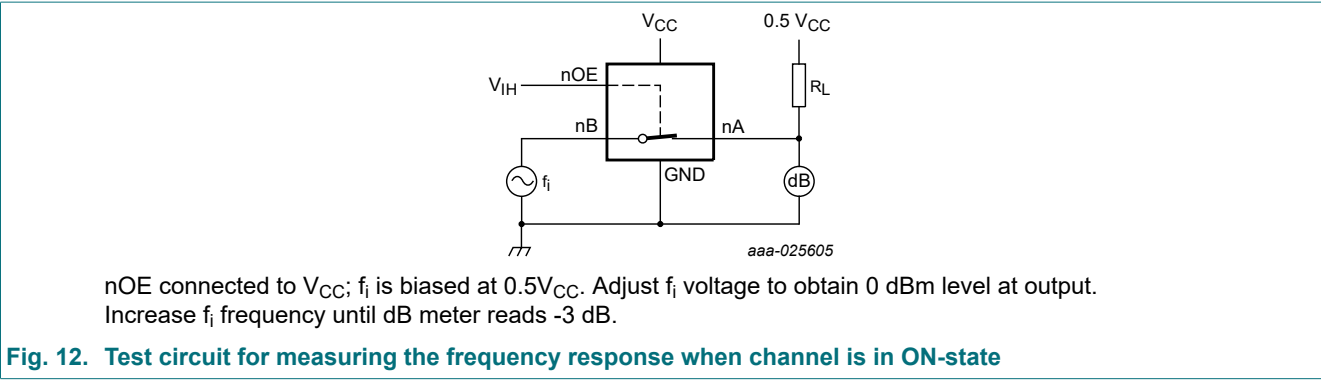 VCC 0.5 VCC
VIH nOE RL
nB nA
fi GND dB
aaa-025605
nOE connected to VCC; fi is biased at 0.5VCC. Adjust fi voltage to obtain 0 dBm level at output.
Increase fi frequency until dB meter reads -3 dB.
Fig. 12. Test circuit for measuring the frequency response when channel is in ON-state